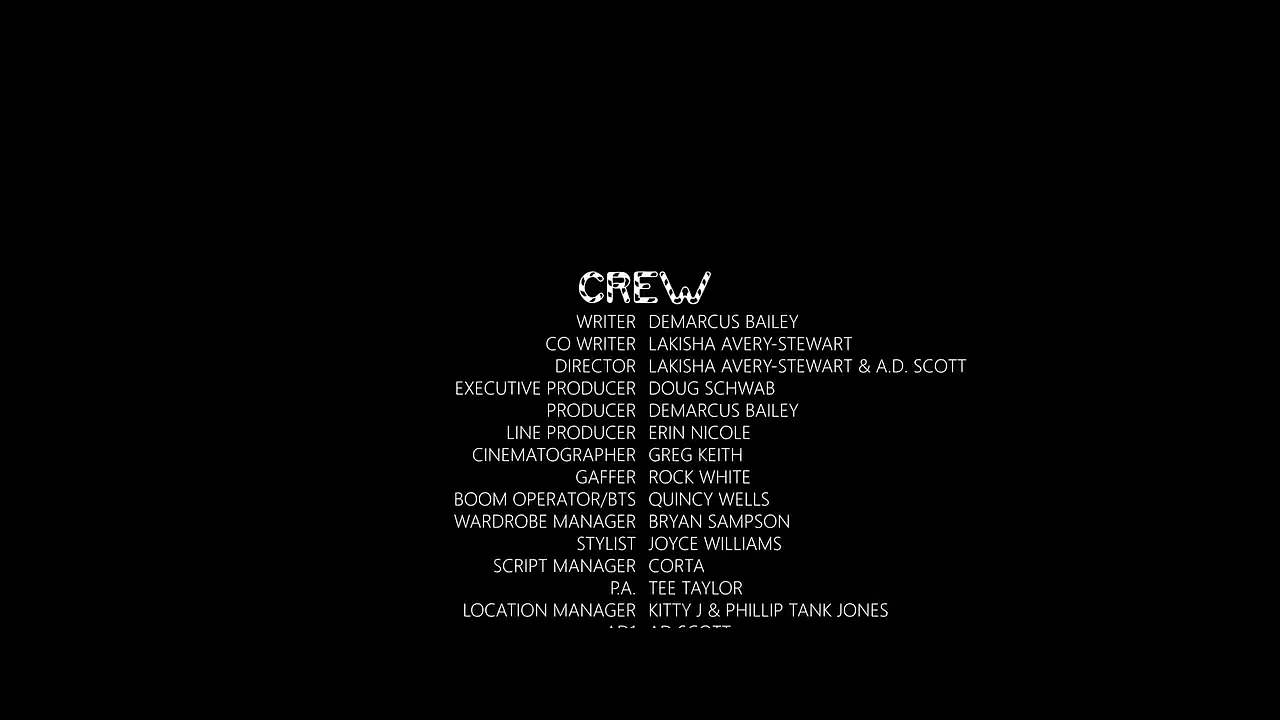 CREW
WRITER DEMARCUS BAILEY
CO WRITER LAKISHA AVERY-STEWART
DIRECTOR LAKISHA AVERY-STEWART & A.D. SCOTT
EXECUTIVE PRODUCER DOUG SCHWAB
PRODUCER DEMARCUS BAILEY
LINE PRODUCER ERIN NICOLE
CINEMATOGRAPHER GREG KEITH
GAFFER ROCK WHITE
BOOM OPERATOR/BTS QUINCY WELLS
WARDROBE MANAGER BRYAN SAMPSON
STYLIST JOYCE WILLIAMS
SCRIPT MANAGER CORTA
P.A. TEE TAYLOR
LOCATION MANAGER KITTY J & PHILLIP TANK JONES